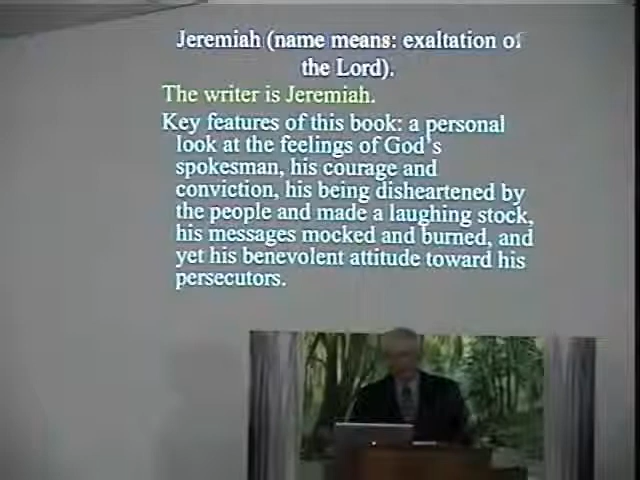 Jeremiah (name means: exaltation of
the Lord).
The writer is Jeremiah.
Key features of this book: a personal
look at the feelings of God's
spokesman, his courage and
conviction, his being disheartened by
the people and made a laughing stock,
his messages mocked and burned, and
yet his benevolent attitude toward his
persecutors.